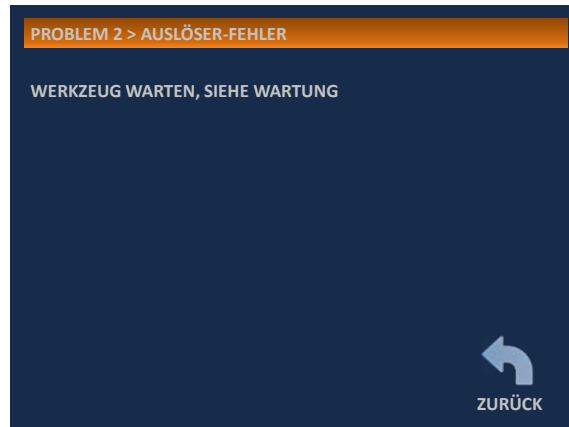 PROBLEM 2 > AUSLÖSER-FEHLER
WERKZEUG WARTEN, SIEHE WARTUNG
ZURÜCK